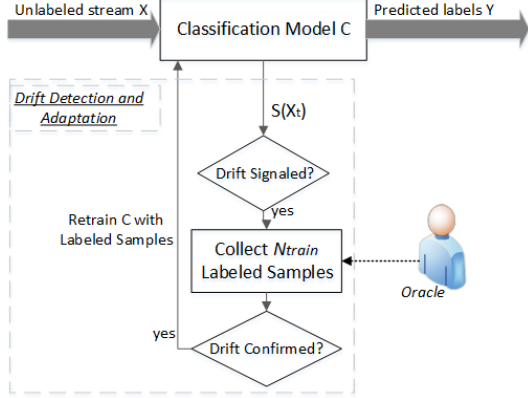 Unlabeled stream X
Classification Model C
Predicted labels Y
Drift Detection and
Adaptation
S(Xt)
Drift Signaled?
yes
Retrain C with
Labeled Samples
Collect Ntrain
Labeled Samples
Oracle
yes
Drift Confirmed?